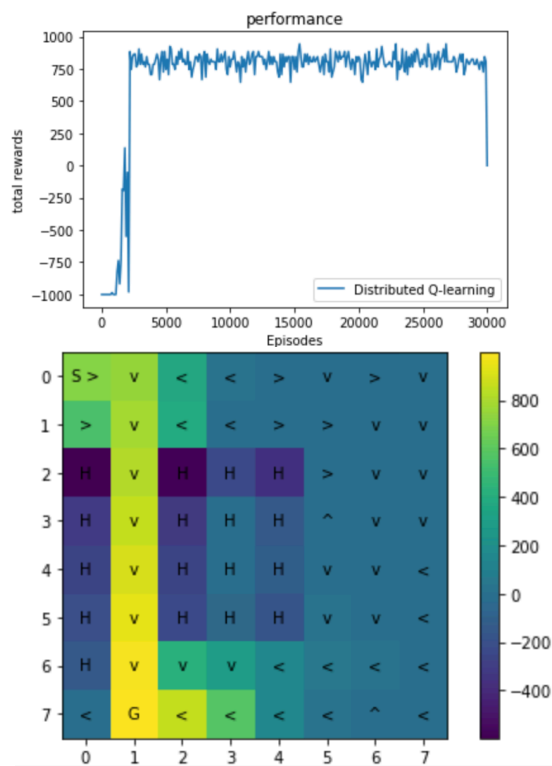 performance
1000
750
500
250
0
−250
−500
−750
−1000
total rewards
Distributed Q-learning
0 5000 10000 15000 20000 25000 30000
Episodes
0 S > v < < > v > v
1 > v < < > > v v
2 H v H H H > v v
3 H v H H H ^ v v
4 H v H H H v v <
5 H v H H H v v <
6 H v v v < < < <
7 < G < < < < ^ <
0 1 2 3 4 5 6 7
800
600
400
200
0
−200
−400